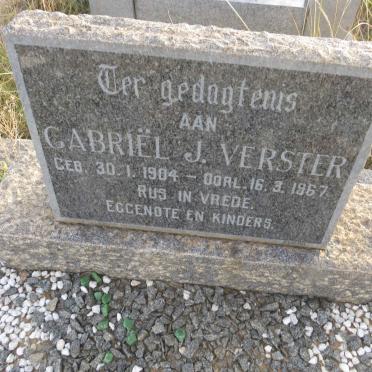 Ter gedagtenis
AAN
GABRIËL J. VERSTER
GEB. 30.1.1904 – OORL. 16.3.1967.
RUS IN VREDE.
EGGENOTE EN KINDERS.